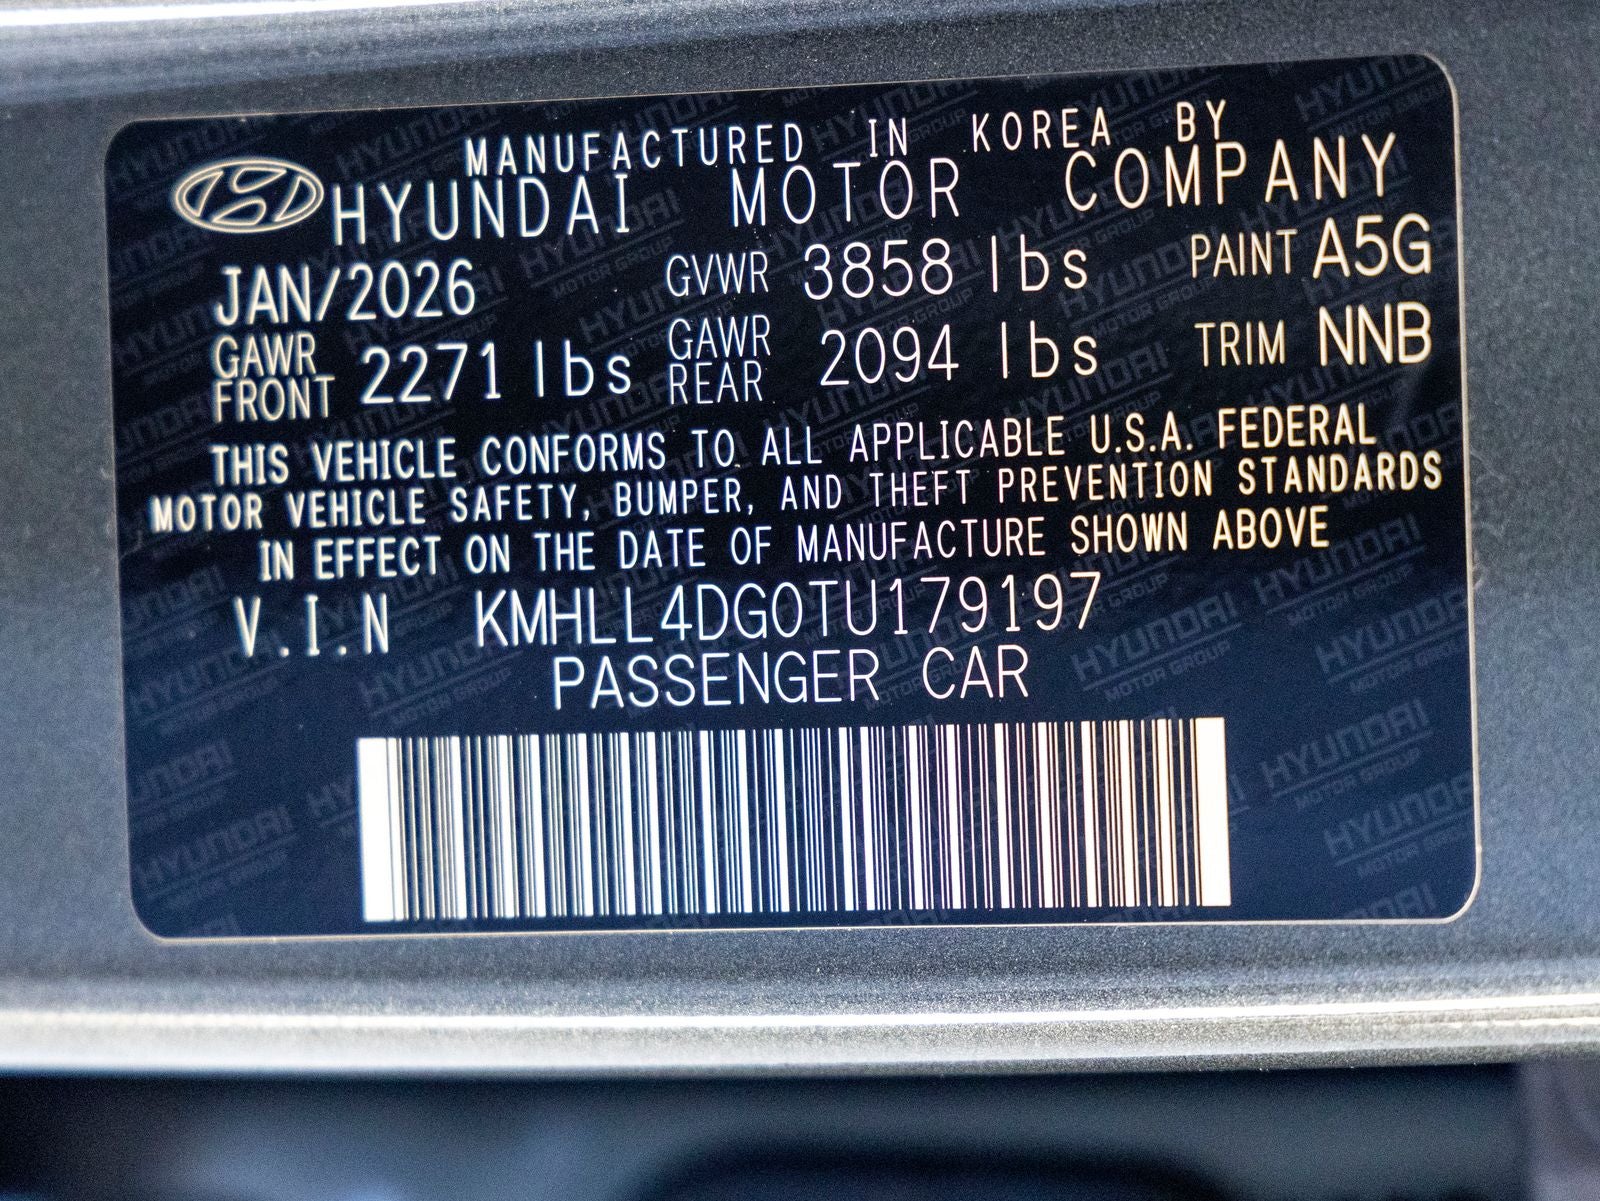 MANUFACTURED IN KOREA BY
HYUNDAI MOTOR COMPANY
JAN/2026 GVWR 3858 lbs PAINT A5G
GAWR FRONT 2271 lbs GAWR REAR 2094 lbs TRIM NNB
THIS VEHICLE CONFORMS TO ALL APPLICABLE U.S.A. FEDERAL
MOTOR VEHICLE SAFETY, BUMPER, AND THEFT PREVENTION STANDARDS
IN EFFECT ON THE DATE OF MANUFACTURE SHOWN ABOVE
V.I.N KMHLL4DG0TU179197
PASSENGER CAR